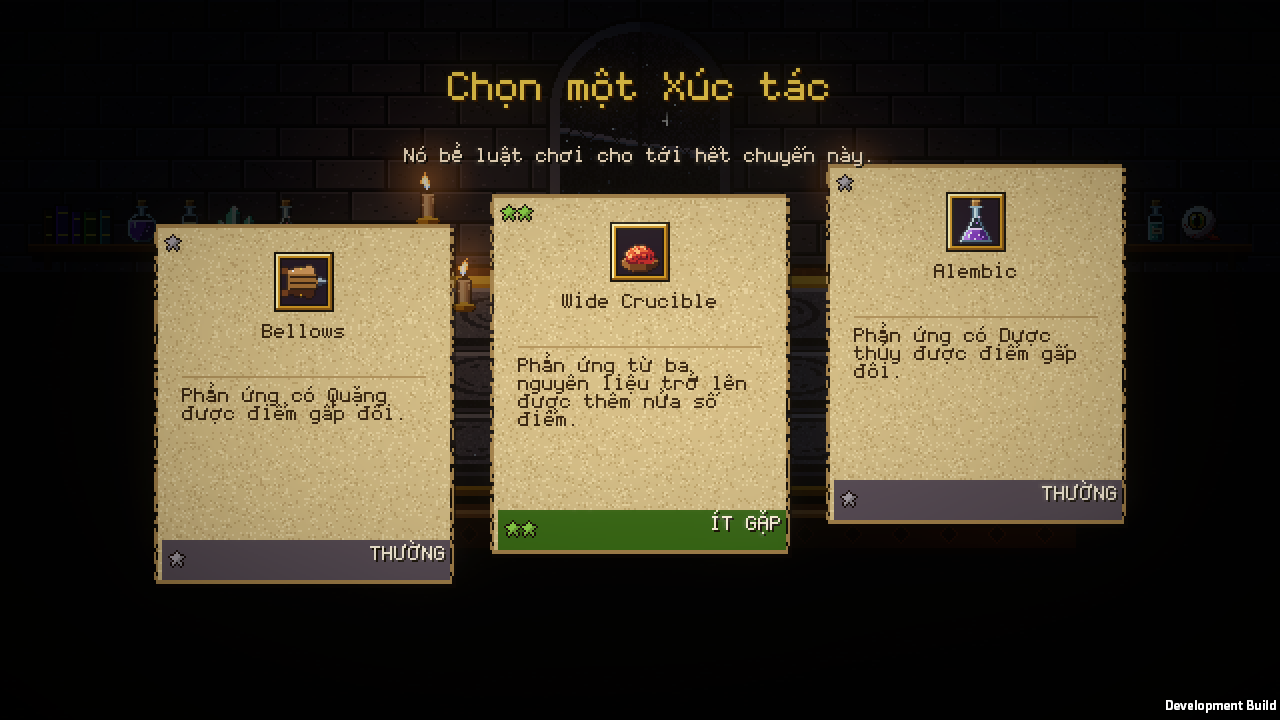 Chọn một Xúc tác
Nó bẻ luật chơi cho tới hết chuyến này.
Bellows
Phản ứng có Quặng
được điểm gấp đôi.
THƯỜNG
Wide Crucible
Phản ứng từ ba
nguyên liệu trở lên
được thêm nửa số
điểm.
ÍT GẶP
Alembic
Phản ứng có Dược
thủy được điểm gấp
đôi.
THƯỜNG
Development Build